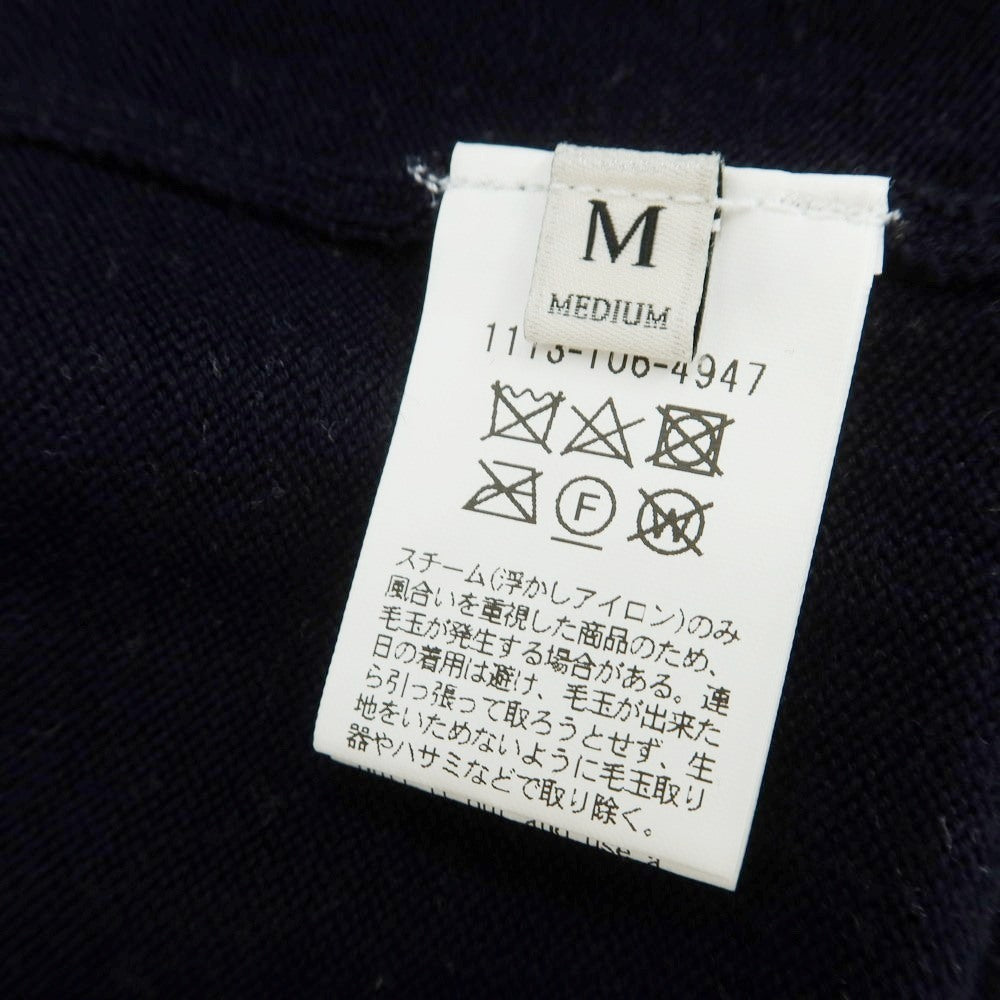 M
MEDIUM
1113-106-4947
F
W
スチーム(浮かしアイロン)のみ
風合いを重視した商品のため、
毛玉が発生する場合がある。連
日の着用は避け、毛玉が出来た
ら引っ張って取ろうとせず、生
地をいためないように毛玉取り
器やハサミなどで取り除く。
and use a